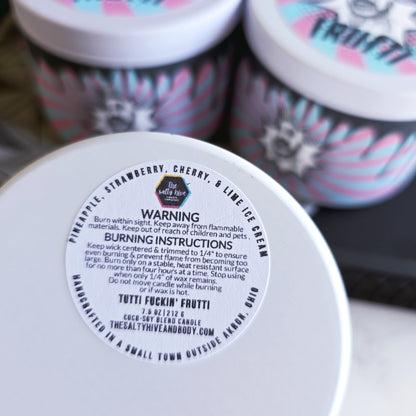 PINEAPPLE, STRAWBERRY, CHERRY, & LIME ICE CREAM
the
salty hive
WARNING
Burn within sight. Keep away from flammable
materials. Keep out of reach of children and pets.
BURNING INSTRUCTIONS
Keep wick centered & trimmed to 1/4" to ensure
even burning & prevent flame from becoming too
large. Burn only on a stable, heat resistant surface
for no more than four hours at a time. Stop using
when only 1/4" of wax remains.
Do not move candle while burning
or if wax is hot.
TUTTI FUCKIN' FRUTTI
7.5 OZ | 212 G
COCO-SOY BLEND CANDLE
THESALTYHIVEANDBODY.COM
HANDCRAFTED IN A SMALL TOWN OUTSIDE AKRON, OHIO